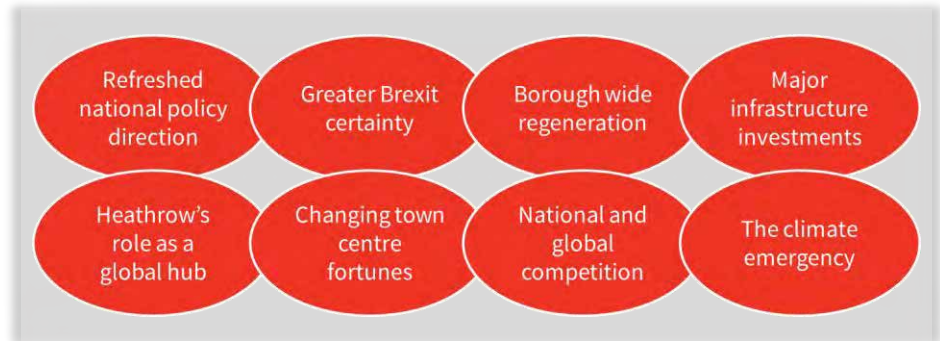 Refreshed
national policy
direction
Greater Brexit
certainty
Borough wide
regeneration
Major
infrastructure
investments
Heathrow’s
role as a
global hub
Changing town
centre
fortunes
National and
global
competition
The climate
emergency